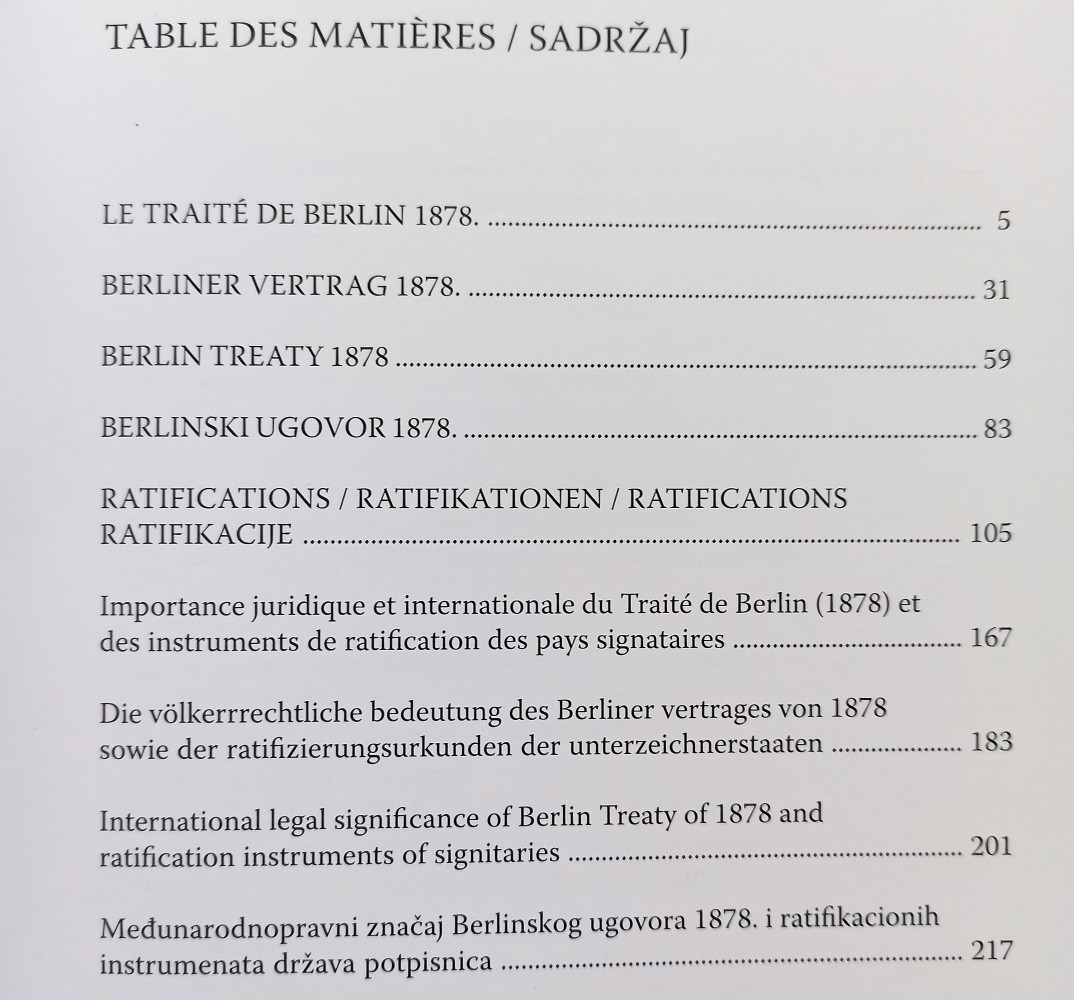 TABLE DES MATIÈRES / SADRŽAJ
LE TRAITÉ DE BERLIN 1878. .......... 5
BERLINER VERTRAG 1878. .......... 31
BERLIN TREATY 1878 .......... 59
BERLINSKI UGOVOR 1878. .......... 83
RATIFICATIONS / RATIFIKATIONEN / RATIFICATIONS
RATIFIKACIJE .......... 105
Importance juridique et internationale du Traité de Berlin (1878) et
des instruments de ratification des pays signataires .......... 167
Die völkerrrechtliche bedeutung des Berliner vertrages von 1878
sowie der ratifizierungsurkunden der unterzeichnerstaaten .......... 183
International legal significance of Berlin Treaty of 1878 and
ratification instruments of signitaries .......... 201
Međunarodnopravni značaj Berlinskog ugovora 1878. i ratifikacionih
instrumenata država potpisnica .......... 217